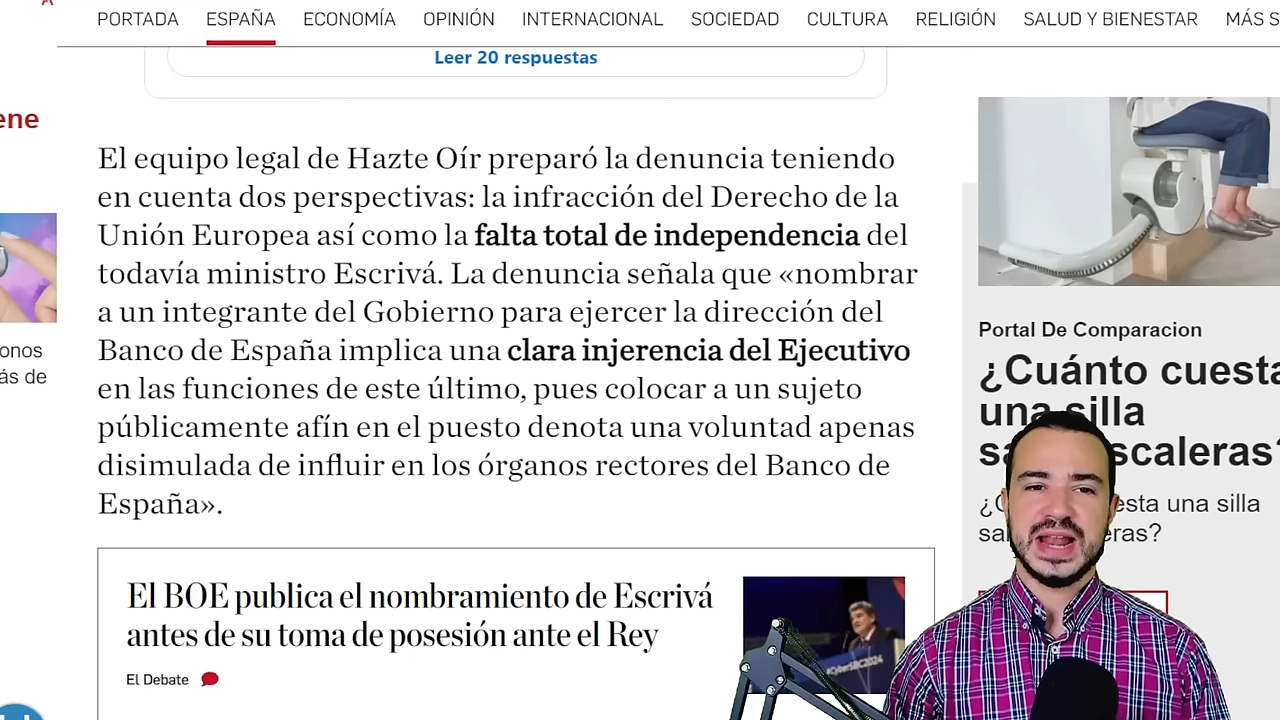 PORTADA ESPAÑA ECONOMÍA OPINIÓN INTERNACIONAL SOCIEDAD CULTURA RELIGIÓN SALUD Y BIENESTAR MÁS S
Leer 20 respuestas
ene
onos
ás de
El equipo legal de Hazte Oír preparó la denuncia teniendo
en cuenta dos perspectivas: la infracción del Derecho de la
Unión Europea así como la falta total de independencia del
todavía ministro Escrivá. La denuncia señala que «nombrar
a un integrante del Gobierno para ejercer la dirección del
Banco de España implica una clara injerencia del Ejecutivo
en las funciones de este último, pues colocar a un sujeto
públicamente afín en el puesto denota una voluntad apenas
disimulada de influir en los órganos rectores del Banco de
España».
El BOE publica el nombramiento de Escrivá
antes de su toma de posesión ante el Rey
El Debate
#CyberSBC2024
Portal De Comparacion
¿Cuánto cuesta
una silla
sa scaleras?
¿C esta una silla
sa eras?